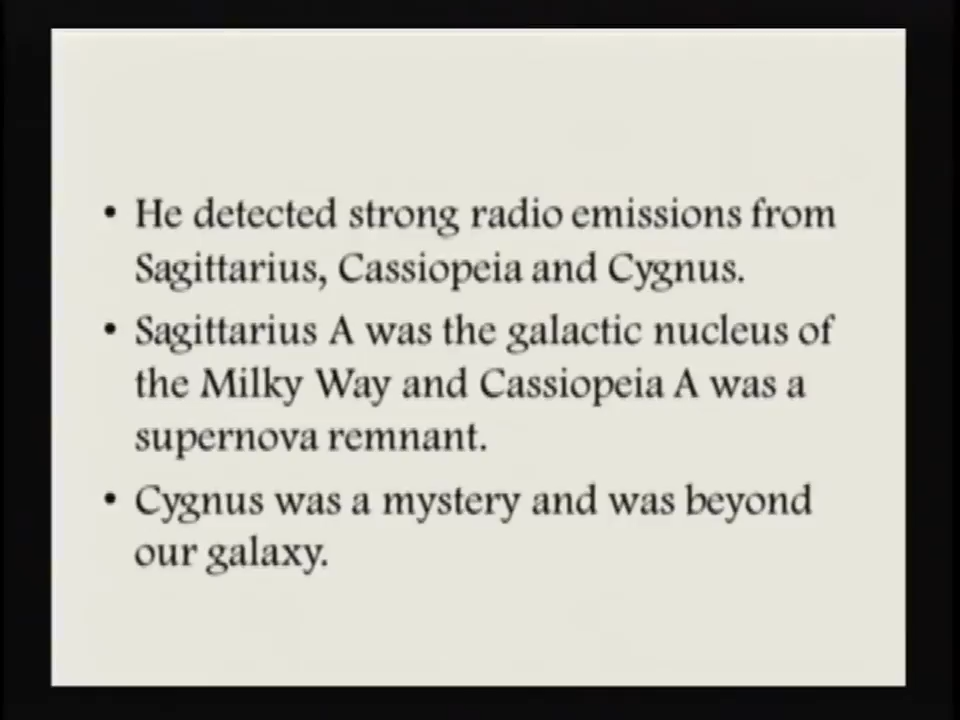 • He detected strong radio emissions from
Sagittarius, Cassiopeia and Cygnus.
• Sagittarius A was the galactic nucleus of
the Milky Way and Cassiopeia A was a
supernova remnant.
• Cygnus was a mystery and was beyond
our galaxy.